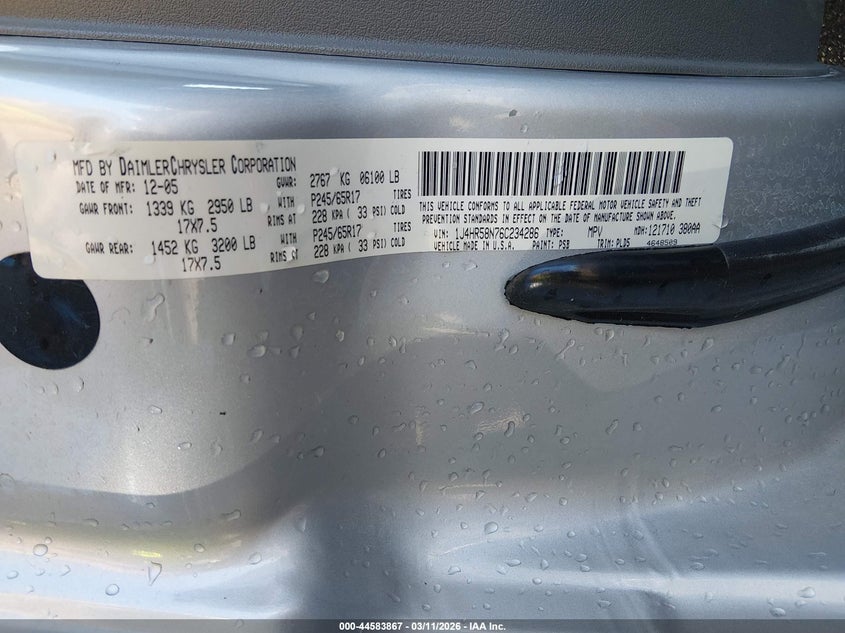 MFD BY DAIMLERCHRYSLER CORPORATION
DATE OF MFR: 12-05 GVWR: 2767 KG 06100 LB
GAWR FRONT: 1339 KG 2950 LB WITH P245/65R17 TIRES
17X7.5 RIMS AT 228 KPA ( 33 PSI) COLD
GAWR REAR: 1452 KG 3200 LB WITH P245/65R17 TIRES
17X7.5 RIMS AT 228 KPA ( 33 PSI) COLD
THIS VEHICLE CONFORMS TO ALL APPLICABLE FEDERAL MOTOR VEHICLE SAFETY AND THEFT
PREVENTION STANDARDS IN EFFECT ON THE DATE OF MANUFACTURE SHOWN ABOVE.
VIN: 1J4HR58N76C234286 TYPE: MPV MDH: 121710 380AA
VEHICLE MADE IN U.S.A. PAINT: PSB TRIM: PLDS 4648509
000-44583867 — 03/11/2026 — IAA Inc.